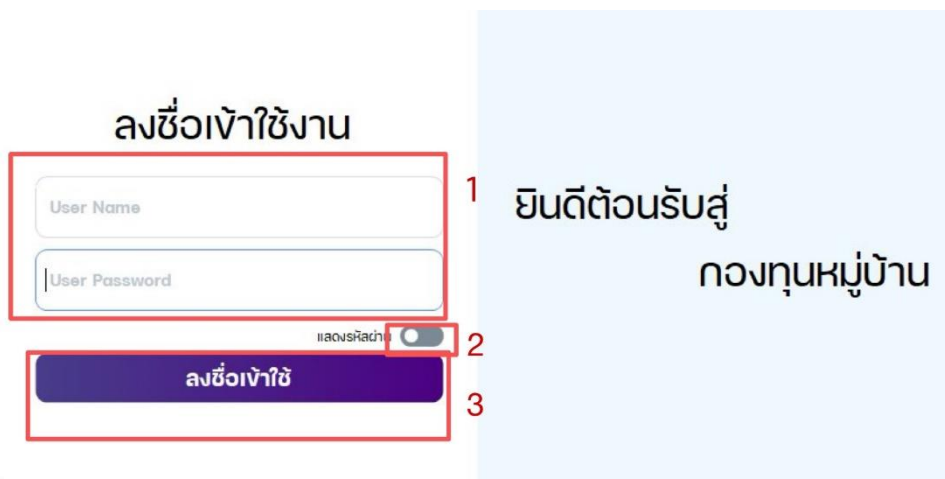 ลงชื่อเข้าใช้งาน
User Name
1
User Password
แสดงรหัสผ่าน
2
ลงชื่อเข้าใช้
3
ยินดีต้อนรับสู่
กองทุนหมู่บ้าน